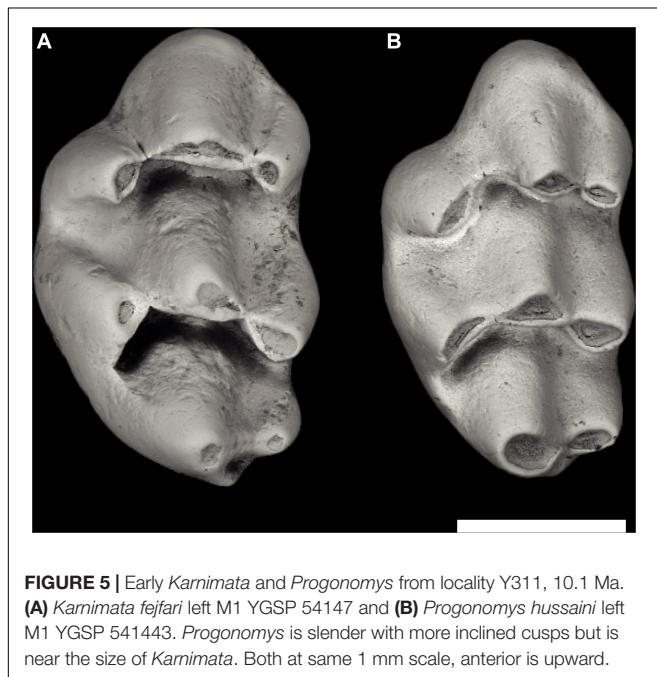 A B
FIGURE 5 | Early Karnimata and Progonomys from locality Y311, 10.1 Ma.
(A) Karnimata fejfari left M1 YGSP 54147 and (B) Progonomys hussaini left
M1 YGSP 541443. Progonomys is slender with more inclined cusps but is
near the size of Karnimata. Both at same 1 mm scale, anterior is upward.